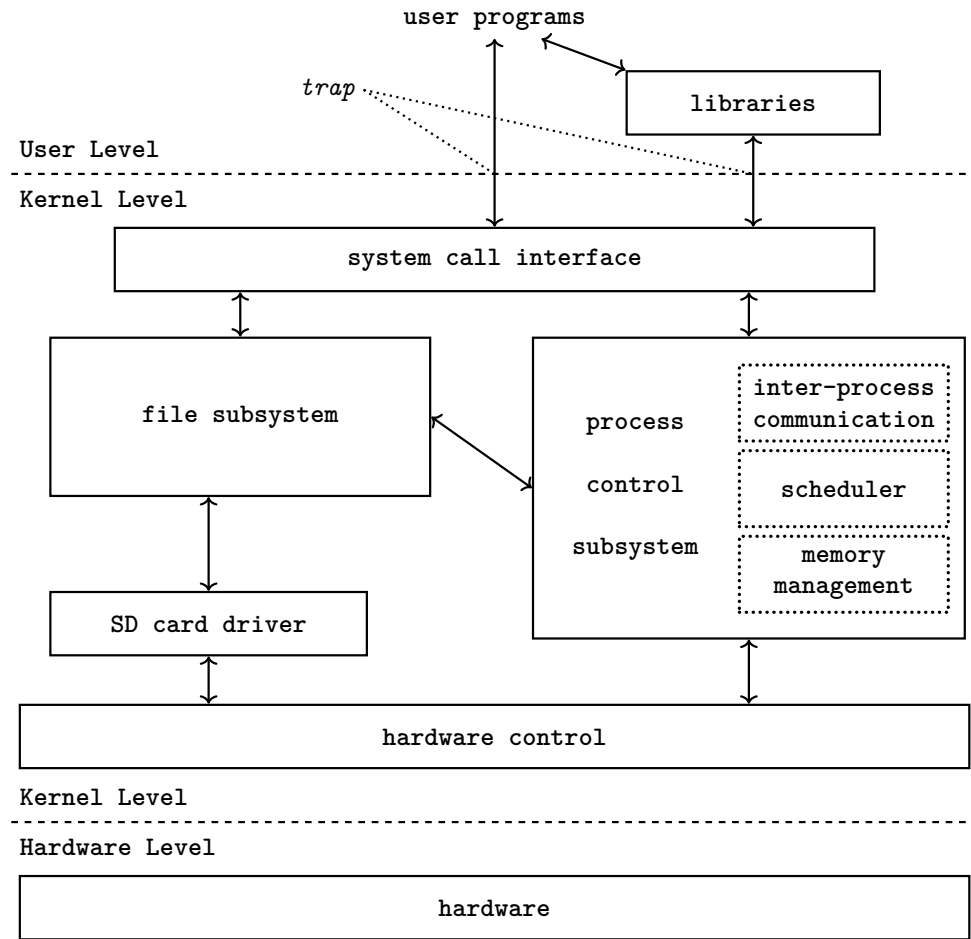 user programs
trap
libraries
User Level
Kernel Level
system call interface
file subsystem
process
control
subsystem
inter-process
communication
scheduler
memory
management
SD card driver
hardware control
Kernel Level
Hardware Level
hardware